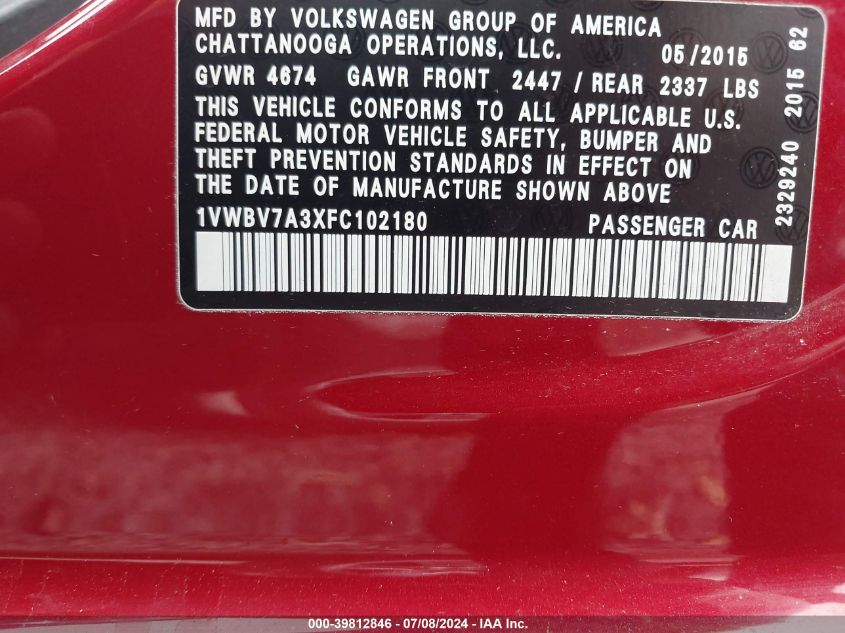 MFD BY VOLKSWAGEN GROUP OF AMERICA
CHATTANOOGA OPERATIONS, LLC. 05/2015
GVWR 4674 GAWR FRONT 2447 / REAR 2337 LBS
THIS VEHICLE CONFORMS TO ALL APPLICABLE U.S.
FEDERAL MOTOR VEHICLE SAFETY, BUMPER AND
THEFT PREVENTION STANDARDS IN EFFECT ON
THE DATE OF MANUFACTURE SHOWN ABOVE
1VWBV7A3XFC102180 PASSENGER CAR
2329240 2015 62
000-39812846 - 07/08/2024 - IAA Inc.